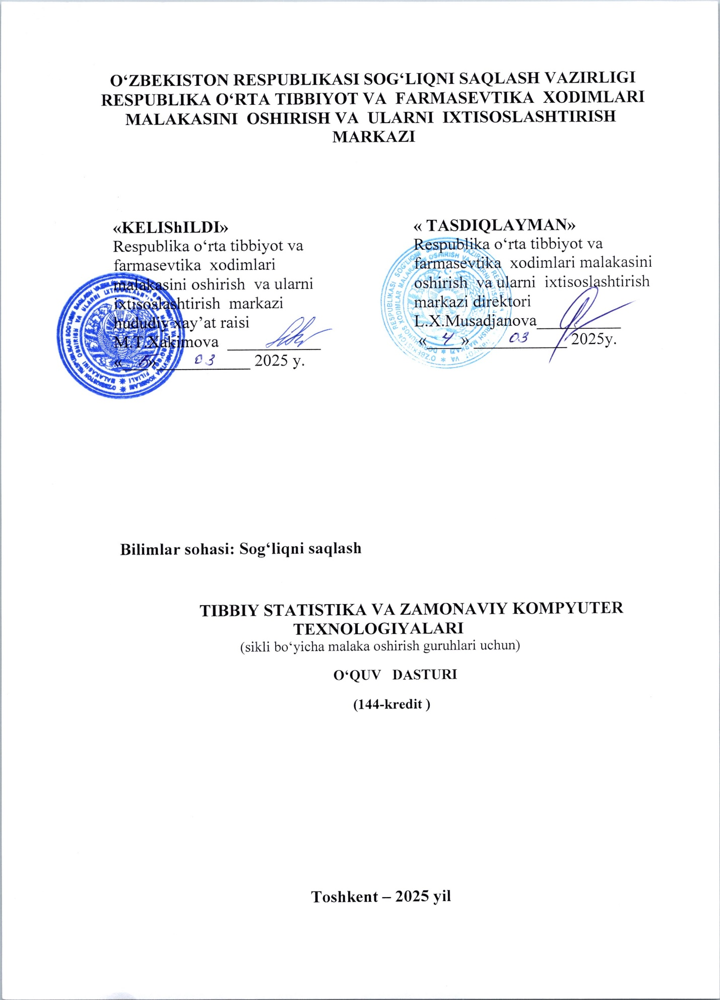 O‘ZBEKISTON RESPUBLIKASI SOG‘LIQNI SAQLASH VAZIRLIGI
RESPUBLIKA O‘RTA TIBBIYOT VA FARMASEVTIKA XODIMLARI
MALAKASINI OSHIRISH VA ULARNI IXTISOSLASHTIRISH
MARKAZI
«KELIShILDI»
Respublika o‘rta tibbiyot va
farmasevtika xodimlari
malakasini oshirish va ularni
ixtisoslashtirish markazi
hududiy xay’at raisi
M.T.Xakimova ___________
«_5_» 03 2025 y.
« TASDIQLAYMAN»
Respublika o‘rta tibbiyot va
farmasevtika xodimlari malakasini
oshirish va ularni ixtisoslashtirish
markazi direktori
L.X.Musadjanova__________
«_4_» 03 2025y.
Bilimlar sohasi: Sog‘liqni saqlash
TIBBIY STATISTIKA VA ZAMONAVIY KOMPYUTER
TEXNOLOGIYALARI
(sikli bo‘yicha malaka oshirish guruhlari uchun)
O‘QUV DASTURI
(144-kredit )
Toshkent – 2025 yil